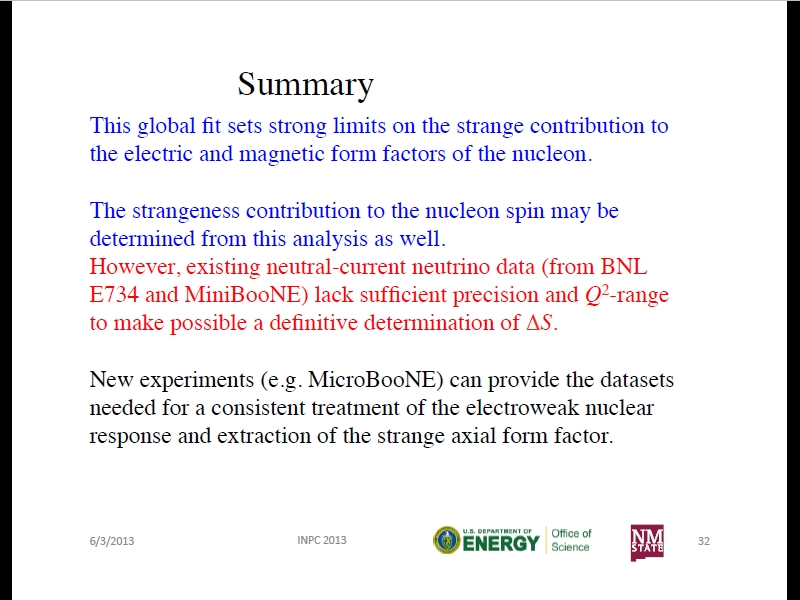 Summary
This global fit sets strong limits on the strange contribution to
the electric and magnetic form factors of the nucleon.
The strangeness contribution to the nucleon spin may be
determined from this analysis as well.
However, existing neutral-current neutrino data (from BNL
E734 and MiniBooNE) lack sufficient precision and Q²-range
to make possible a definitive determination of ΔS.
New experiments (e.g. MicroBooNE) can provide the datasets
needed for a consistent treatment of the electroweak nuclear
response and extraction of the strange axial form factor.
6/3/2013
INPC 2013
U.S. DEPARTMENT OF
ENERGY
Office of
Science
NM
STATE
32